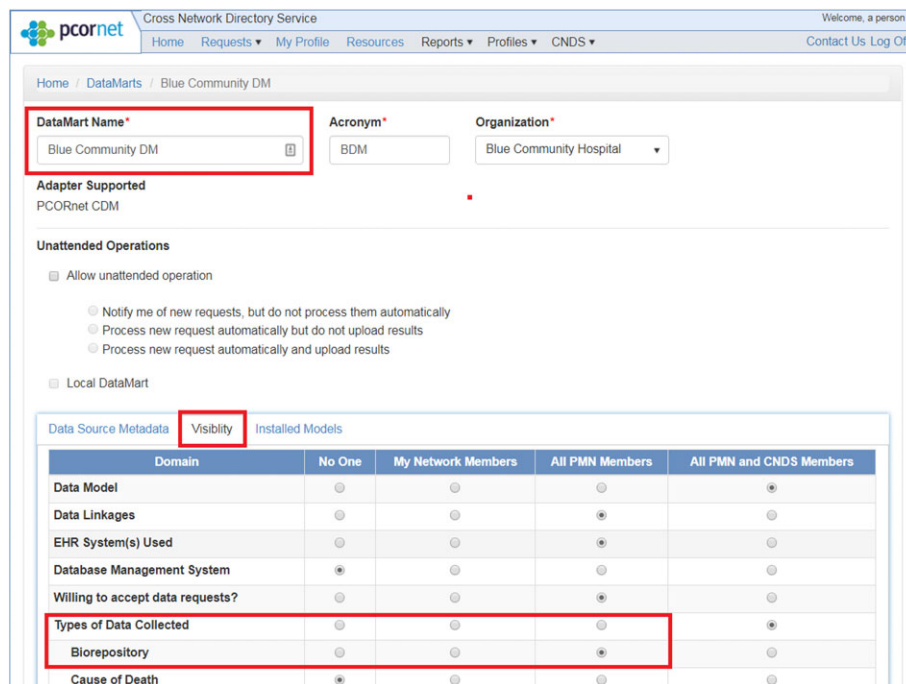 pcornet
Cross Network Directory Service
Welcome, a person
Home Requests ▾ My Profile Resources Reports ▾ Profiles ▾ CNDS ▾ Contact Us Log Of
Home / DataMarts / Blue Community DM
DataMart Name* Acronym* Organization*
Blue Community DM BDM Blue Community Hospital ▾
Adapter Supported
PCORnet CDM
Unattended Operations
Allow unattended operation
Notify me of new requests, but do not process them automatically
Process new request automatically but do not upload results
Process new request automatically and upload results
Local DataMart
Data Source Metadata Visiblity Installed Models
Domain No One My Network Members All PMN Members All PMN and CNDS Members
Data Model
Data Linkages
EHR System(s) Used
Database Management System
Willing to accept data requests?
Types of Data Collected
Biorepository
Cause of Death